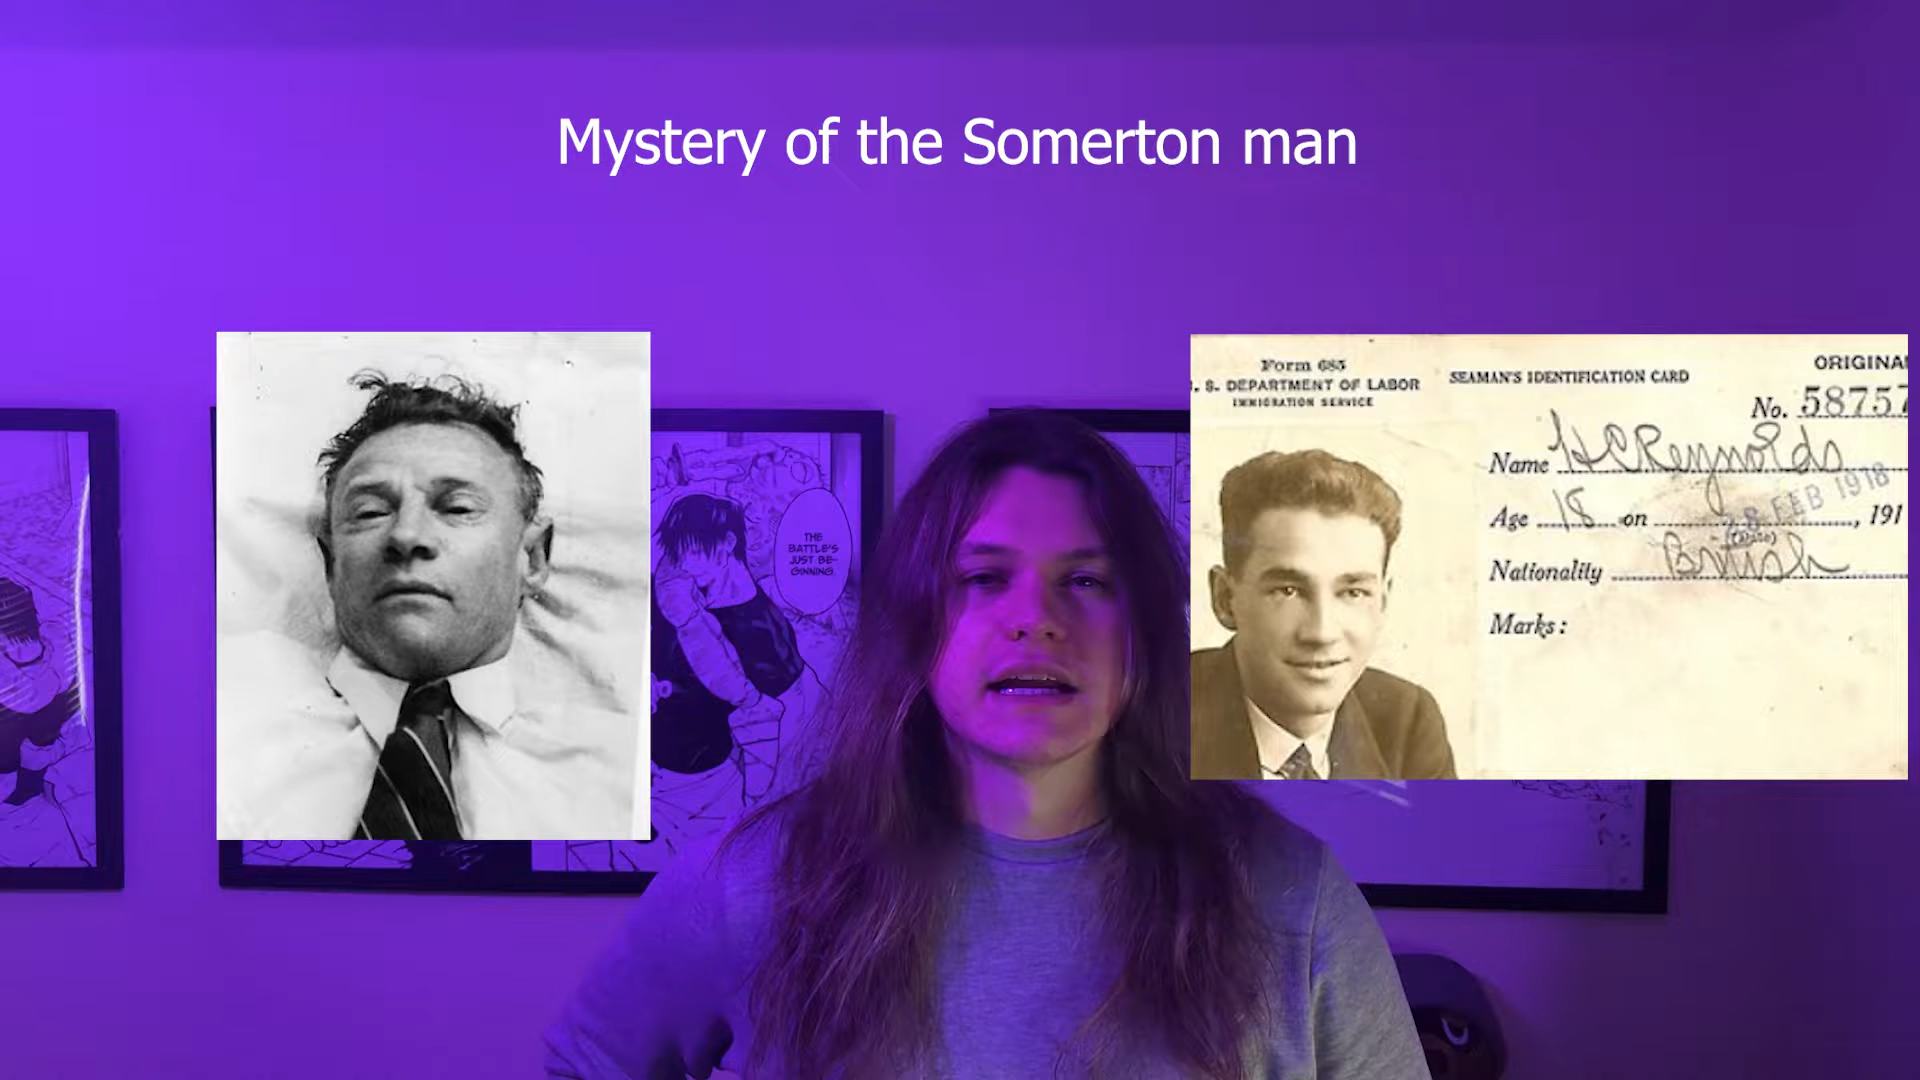 Mystery of the Somerton man
THE
BATTLE'S
JUST BE-
GINNING.
Form 685
. S. DEPARTMENT OF LABOR
IMMIGRATION SERVICE
SEAMAN'S IDENTIFICATION CARD
ORIGINA
No. 58757
Name H C Reynolds
Age 18 on 28 FEB 1918, 191
(Date)
Nationality British
Marks: